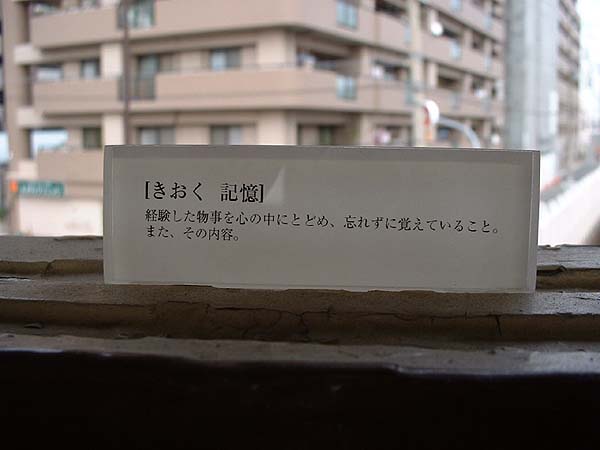 [きおく 記憶]
経験した物事を心の中にとどめ、忘れずに覚えていること。
また、その内容。